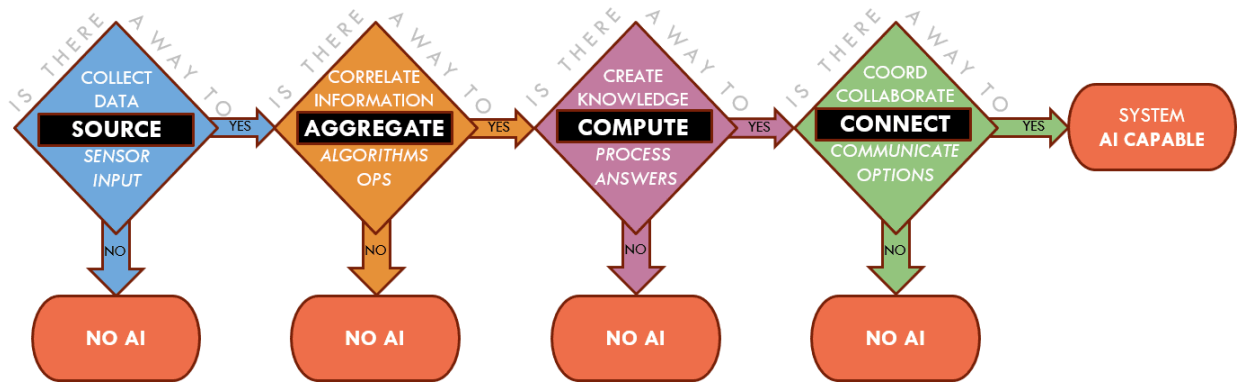 IS THERE A WAY TO
COLLECT
DATA
SOURCE
SENSOR
INPUT
YES
NO
NO AI
IS THERE A WAY TO
CORRELATE
INFORMATION
AGGREGATE
ALGORITHMS
OPS
YES
NO
NO AI
IS THERE A WAY TO
CREATE
KNOWLEDGE
COMPUTE
PROCESS
ANSWERS
YES
NO
NO AI
IS THERE A WAY TO
COORD
COLLABORATE
CONNECT
COMMUNICATE
OPTIONS
YES
NO
NO AI
SYSTEM
AI CAPABLE